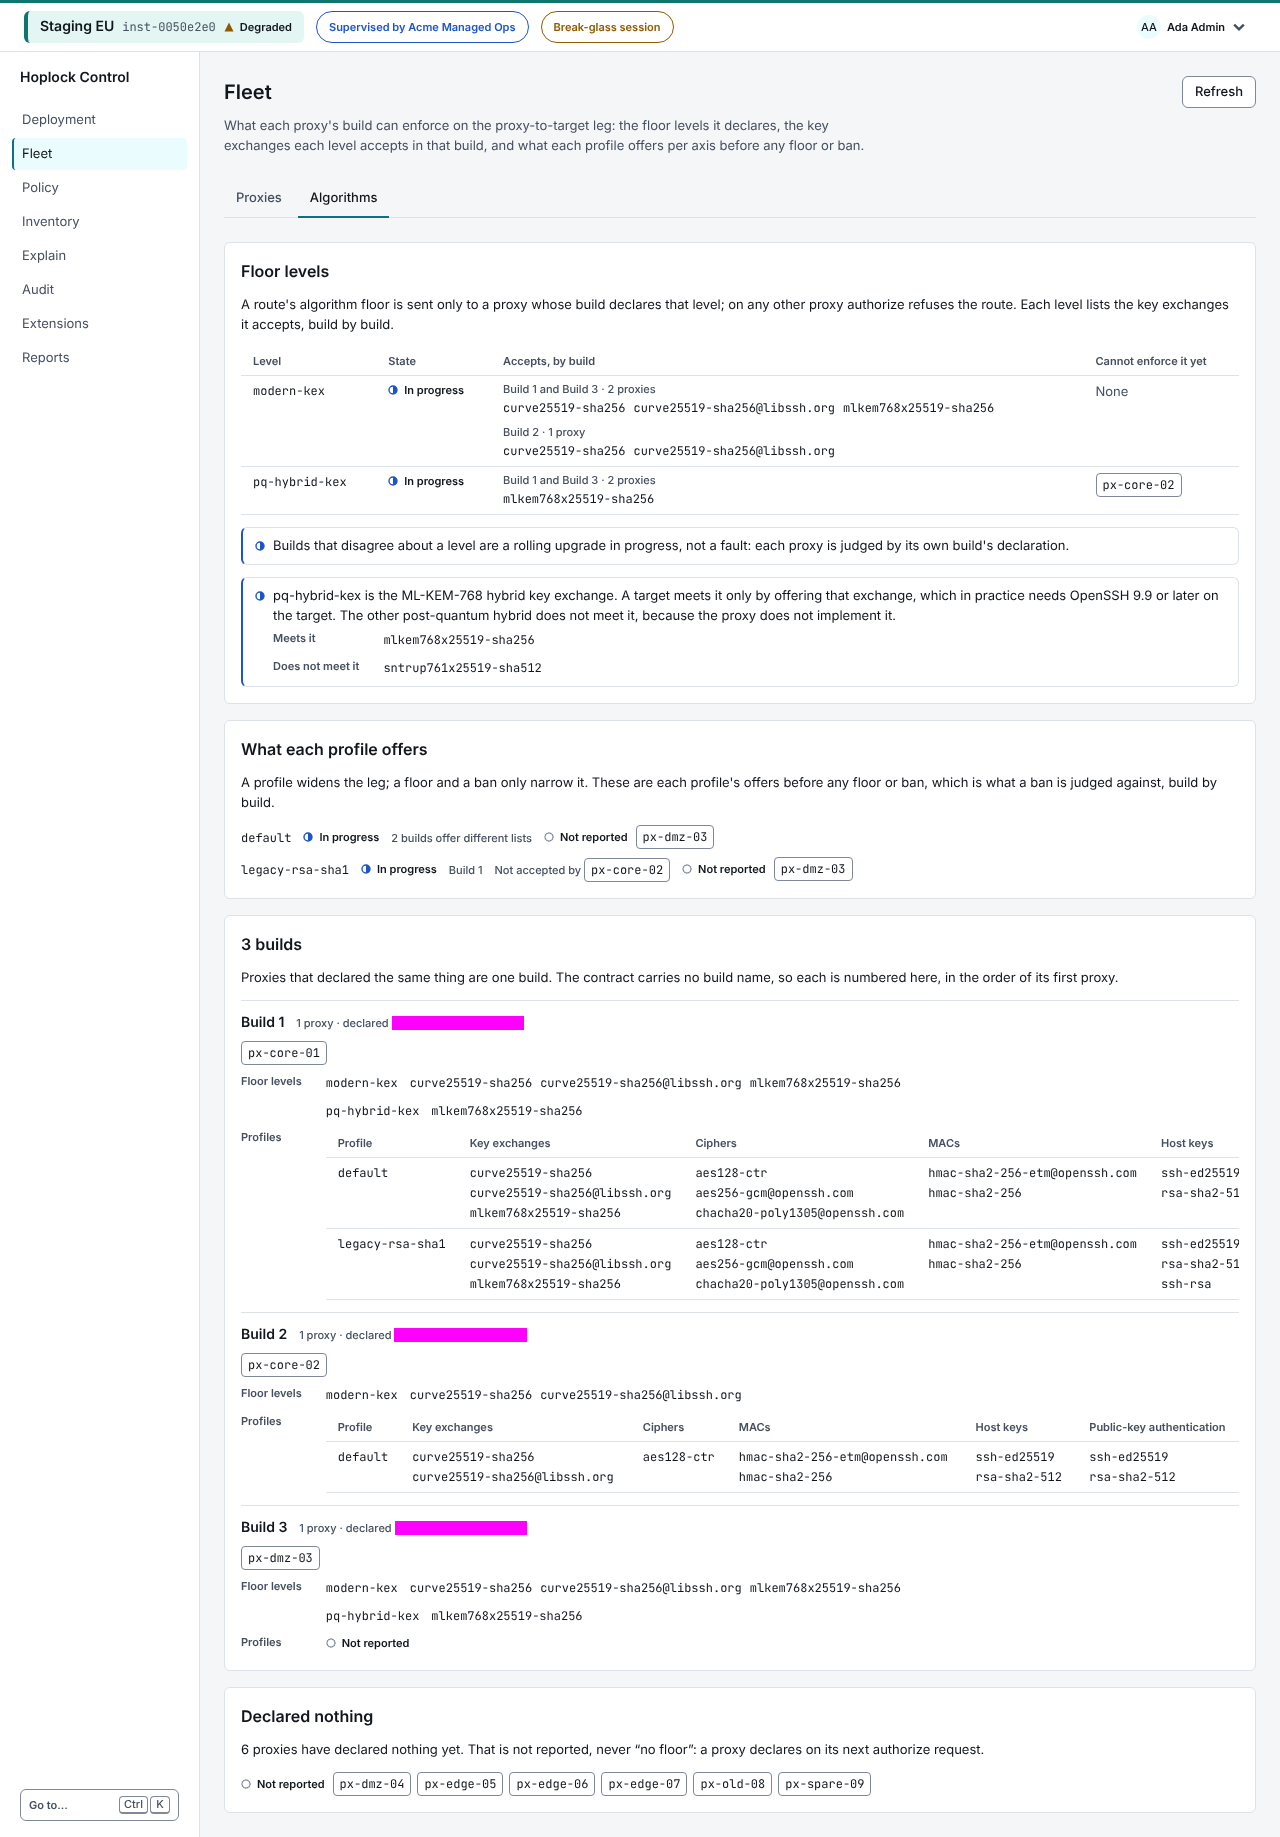 Staging EU inst-0050e2e0 Degraded Supervised by Acme Managed Ops Break-glass session AA Ada Admin
Hoplock Control
Deployment
Fleet
Policy
Inventory
Explain
Audit
Extensions
Reports
Go to... Ctrl K
Fleet
Refresh
What each proxy's build can enforce on the proxy-to-target leg: the floor levels it declares, the key
exchanges each level accepts in that build, and what each profile offers per axis before any floor or ban.
Proxies Algorithms
Floor levels
A route's algorithm floor is sent only to a proxy whose build declares that level; on any other proxy authorize refuses the route. Each level lists the key exchanges
it accepts, build by build.
Level State Accepts, by build Cannot enforce it yet
modern-kex In progress Build 1 and Build 3 · 2 proxies None
curve25519-sha256 curve25519-sha256@libssh.org mlkem768x25519-sha256
Build 2 · 1 proxy
curve25519-sha256 curve25519-sha256@libssh.org
pq-hybrid-kex In progress Build 1 and Build 3 · 2 proxies px-core-02
mlkem768x25519-sha256
Builds that disagree about a level are a rolling upgrade in progress, not a fault: each proxy is judged by its own build's declaration.
pq-hybrid-kex is the ML-KEM-768 hybrid key exchange. A target meets it only by offering that exchange, which in practice needs OpenSSH 9.9 or later on
the target. The other post-quantum hybrid does not meet it, because the proxy does not implement it.
Meets it mlkem768x25519-sha256
Does not meet it sntrup761x25519-sha512
What each profile offers
A profile widens the leg; a floor and a ban only narrow it. These are each profile's offers before any floor or ban, which is what a ban is judged against, build by
build.
default In progress 2 builds offer different lists Not reported px-dmz-03
legacy-rsa-sha1 In progress Build 1 Not accepted by px-core-02 Not reported px-dmz-03
3 builds
Proxies that declared the same thing are one build. The contract carries no build name, so each is numbered here, in the order of its first proxy.
Build 1 1 proxy · declared
px-core-01
Floor levels modern-kex curve25519-sha256 curve25519-sha256@libssh.org mlkem768x25519-sha256
pq-hybrid-kex mlkem768x25519-sha256
Profiles Profile Key exchanges Ciphers MACs Host keys
default curve25519-sha256 aes128-ctr hmac-sha2-256-etm@openssh.com ssh-ed25519
curve25519-sha256@libssh.org aes256-gcm@openssh.com hmac-sha2-256 rsa-sha2-51
mlkem768x25519-sha256 chacha20-poly1305@openssh.com
legacy-rsa-sha1 curve25519-sha256 aes128-ctr hmac-sha2-256-etm@openssh.com ssh-ed25519
curve25519-sha256@libssh.org aes256-gcm@openssh.com hmac-sha2-256 rsa-sha2-51
mlkem768x25519-sha256 chacha20-poly1305@openssh.com ssh-rsa
Build 2 1 proxy · declared
px-core-02
Floor levels modern-kex curve25519-sha256 curve25519-sha256@libssh.org
Profiles Profile Key exchanges Ciphers MACs Host keys Public-key authentication
default curve25519-sha256 aes128-ctr hmac-sha2-256-etm@openssh.com ssh-ed25519 ssh-ed25519
curve25519-sha256@libssh.org hmac-sha2-256 rsa-sha2-512 rsa-sha2-512
Build 3 1 proxy · declared
px-dmz-03
Floor levels modern-kex curve25519-sha256 curve25519-sha256@libssh.org mlkem768x25519-sha256
pq-hybrid-kex mlkem768x25519-sha256
Profiles Not reported
Declared nothing
6 proxies have declared nothing yet. That is not reported, never “no floor”: a proxy declares on its next authorize request.
Not reported px-dmz-04 px-edge-05 px-edge-06 px-edge-07 px-old-08 px-spare-09